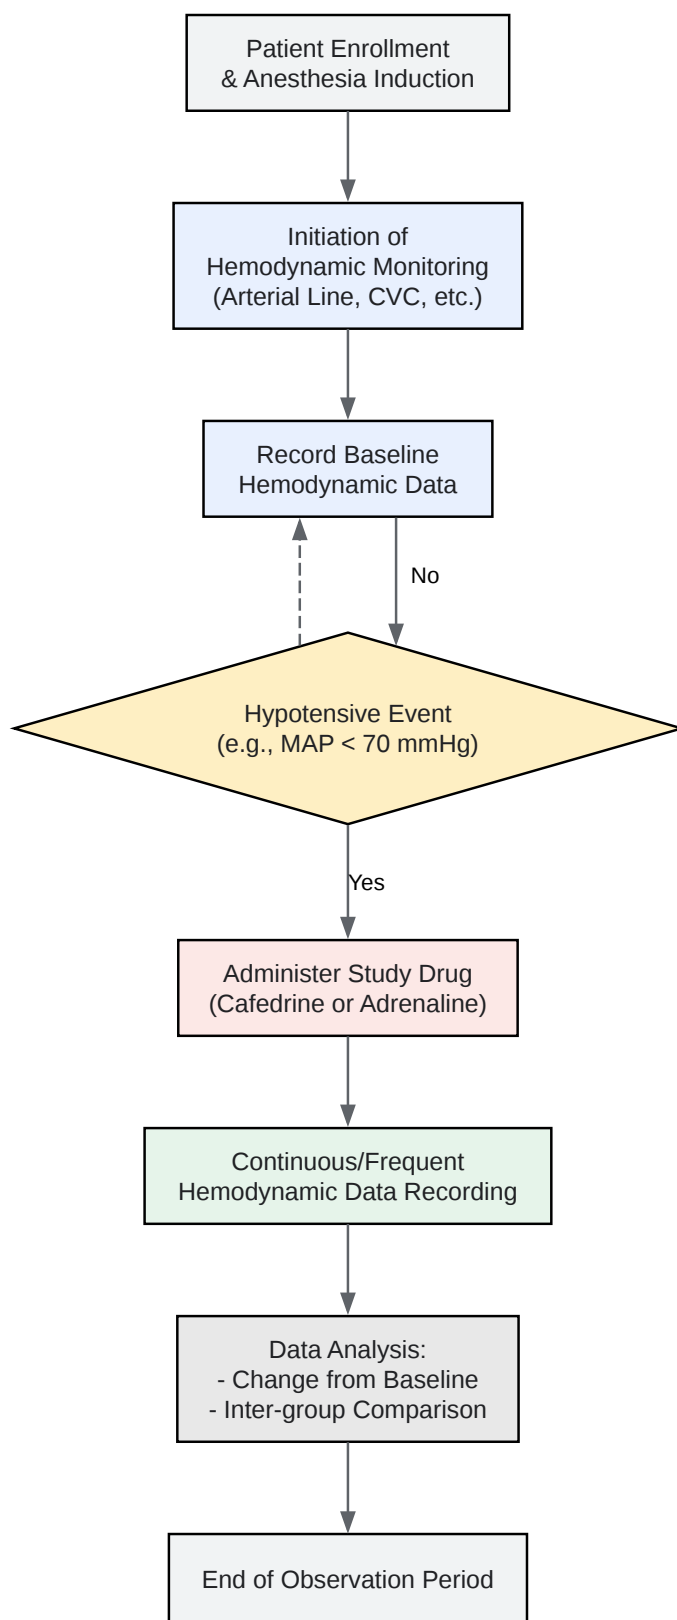 Patient Enrollment
& Anesthesia Induction
Initiation of
Hemodynamic Monitoring
(Arterial Line, CVC, etc.)
Record Baseline
Hemodynamic Data
No
Hypotensive Event
(e.g., MAP < 70 mmHg)
Yes
Administer Study Drug
(Cafedrine or Adrenaline)
Continuous/Frequent
Hemodynamic Data Recording
Data Analysis:
- Change from Baseline
- Inter-group Comparison
End of Observation Period